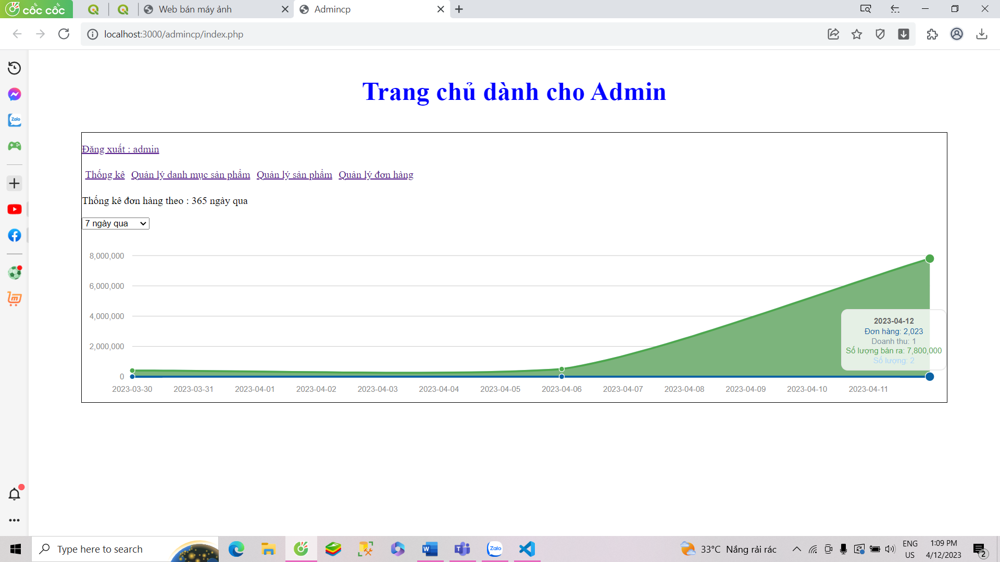 cốc cốc
Web bán máy ảnh
Admincp
localhost:3000/admincp/index.php
Zalo
Trang chủ dành cho Admin
Đăng xuất : admin
Thống kê Quản lý danh mục sản phẩm Quản lý sản phẩm Quản lý đơn hàng
Thống kê đơn hàng theo : 365 ngày qua
7 ngày qua
8,000,000
6,000,000
4,000,000
2,000,000
0
2023-04-12
Đơn hàng: 2,023
Doanh thu: 1
Số lượng bán ra: 7,800,000
Số lượng: 2
2023-03-30 2023-03-31 2023-04-01 2023-04-02 2023-04-03 2023-04-04 2023-04-05 2023-04-06 2023-04-07 2023-04-08 2023-04-09 2023-04-10 2023-04-11
Type here to search
W
T
Zalo
33°C Nắng rải rác
ENG
US
1:09 PM
4/12/2023
2